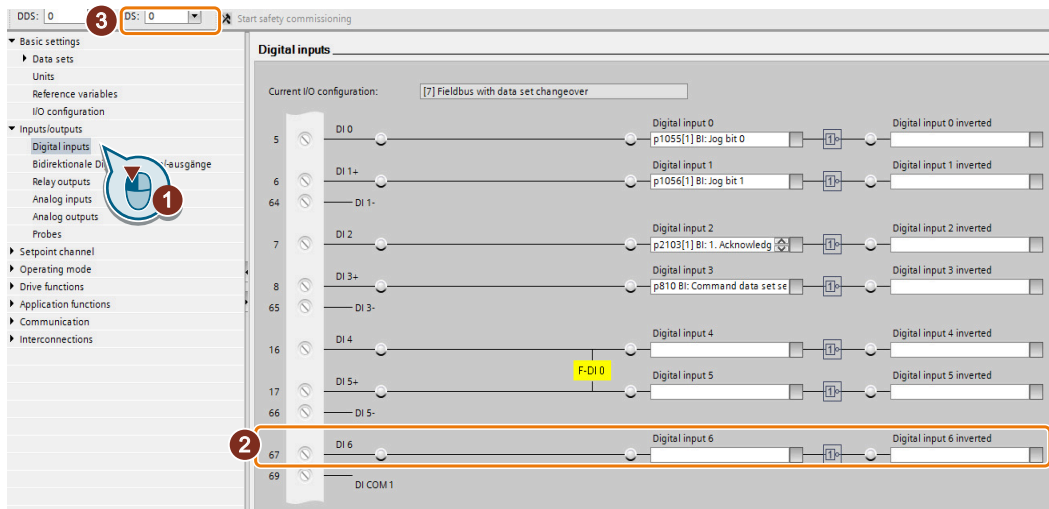 DDS: 0 3 DS: 0 Start safety commissioning
Basic settings
Data sets
Units
Reference variables
I/O configuration
Inputs/outputs
Digital inputs
Bidirektionale -ausgänge
Relay outputs
1
Analog inputs
Analog outputs
Probes
Setpoint channel
Operating mode
Drive functions
Application functions
Communication
Interconnections
Digital inputs
Current I/O configuration: [7] Fieldbus with data set changeover
Digital input 0 Digital input 0 inverted
5 DI 0 p1055[1] BI: Jog bit 0 1
Digital input 1 Digital input 1 inverted
6 DI 1+ p1056[1] BI: Jog bit 1 1
64 DI 1-
Digital input 2 Digital input 2 inverted
7 DI 2 p2103[1] BI: 1. Acknowledg 1
Digital input 3 Digital input 3 inverted
8 DI 3+ p810 BI: Command data set se 1
65 DI 3-
Digital input 4 Digital input 4 inverted
16 DI 4 1
F-DI 0
Digital input 5 Digital input 5 inverted
17 DI 5+ 1
66 DI 5-
2
Digital input 6 Digital input 6 inverted
67 DI 6 1
69 DI COM 1